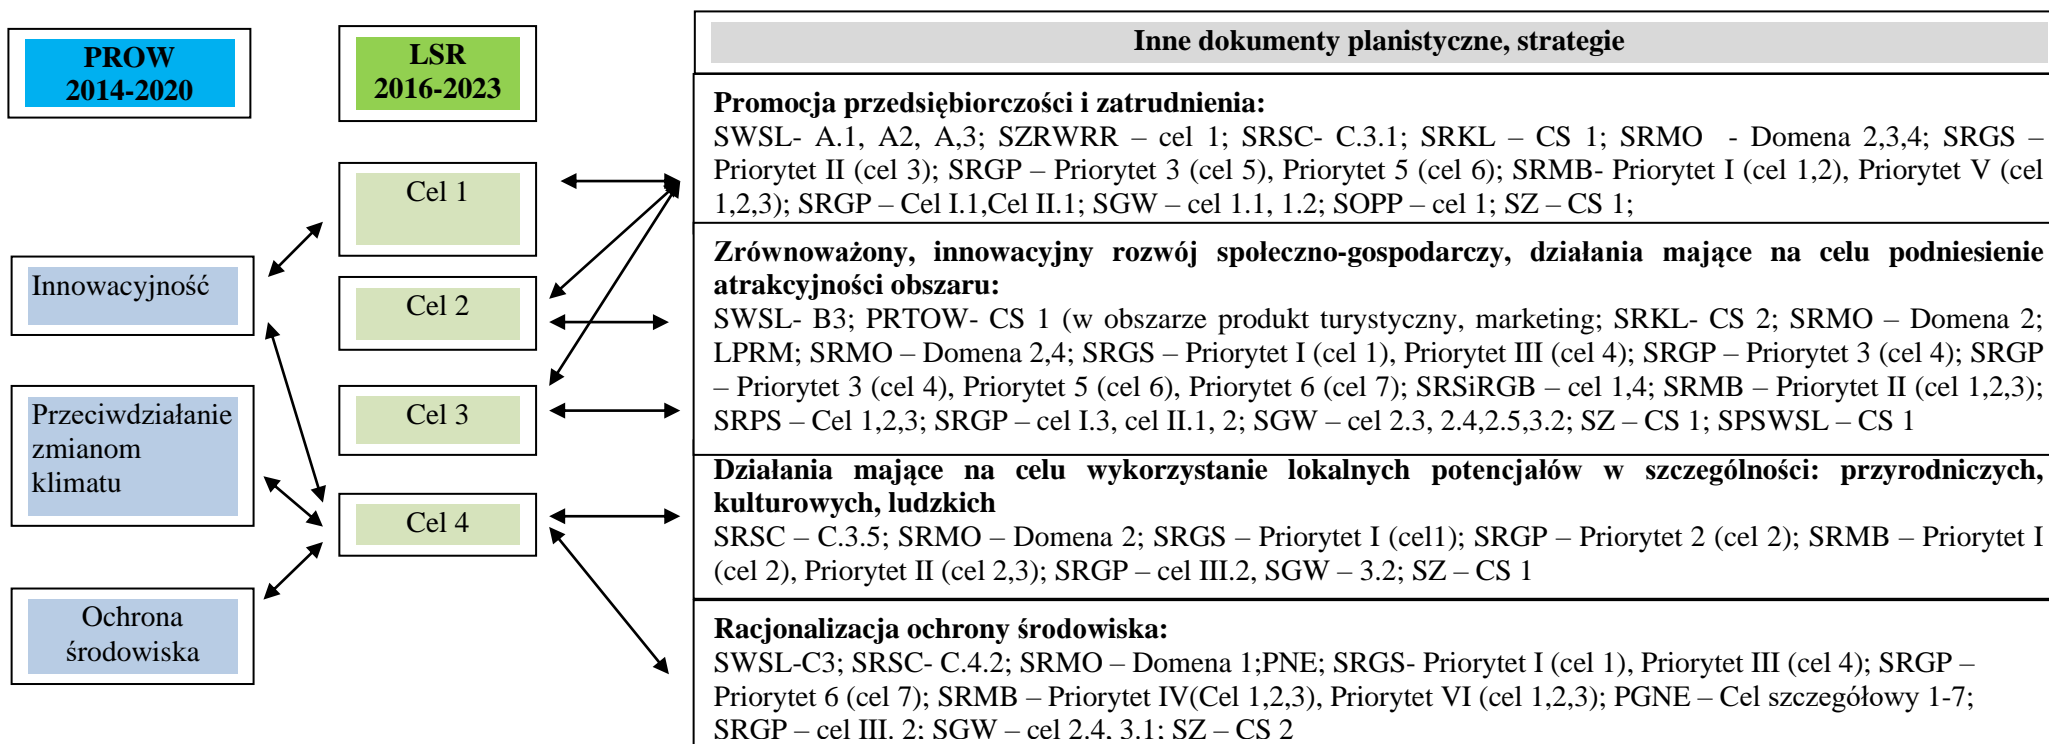 PROW
2014-2020
LSR
2016-2023
Inne dokumenty planistyczne, strategie
Innowacyjność
Przeciwdziałanie
zmianom
klimatu
Ochrona
środowiska
Cel 1
Cel 2
Cel 3
Cel 4
Promocja przedsiębiorczości i zatrudnienia:
SWSL- A.1, A2, A,3; SZRWRR – cel 1; SRSC- C.3.1; SRKL – CS 1; SRMO - Domena 2,3,4; SRGS –
Priorytet II (cel 3); SRGP – Priorytet 3 (cel 5), Priorytet 5 (cel 6); SRMB- Priorytet I (cel 1,2), Priorytet V (cel
1,2,3); SRGP – Cel I.1,Cel II.1; SGW – cel 1.1, 1.2; SOPP – cel 1; SZ – CS 1;
Zrównoważony, innowacyjny rozwój społeczno-gospodarczy, działania mające na celu podniesienie
atrakcyjności obszaru:
SWSL- B3; PRTOW- CS 1 (w obszarze produkt turystyczny, marketing; SRKL- CS 2; SRMO – Domena 2;
LPRM; SRMO – Domena 2,4; SRGS – Priorytet I (cel 1), Priorytet III (cel 4); SRGP – Priorytet 3 (cel 4); SRGP
– Priorytet 3 (cel 4), Priorytet 5 (cel 6), Priorytet 6 (cel 7); SRSiRGB – cel 1,4; SRMB – Priorytet II (cel 1,2,3);
SRPS – Cel 1,2,3; SRGP – cel I.3, cel II.1, 2; SGW – cel 2.3, 2.4,2.5,3.2; SZ – CS 1; SPSWSL – CS 1
Działania mające na celu wykorzystanie lokalnych potencjałów w szczególności: przyrodniczych,
kulturowych, ludzkich
SRSC – C.3.5; SRMO – Domena 2; SRGS – Priorytet I (cel1); SRGP – Priorytet 2 (cel 2); SRMB – Priorytet I
(cel 2), Priorytet II (cel 2,3); SRGP – cel III.2, SGW – 3.2; SZ – CS 1
Racjonalizacja ochrony środowiska:
SWSL-C3; SRSC- C.4.2; SRMO – Domena 1;PNE; SRGS- Priorytet I (cel 1), Priorytet III (cel 4); SRGP –
Priorytet 6 (cel 7); SRMB – Priorytet IV(Cel 1,2,3), Priorytet VI (cel 1,2,3); PGNE – Cel szczegółowy 1-7;
SRGP – cel III. 2; SGW – cel 2.4, 3.1; SZ – CS 2